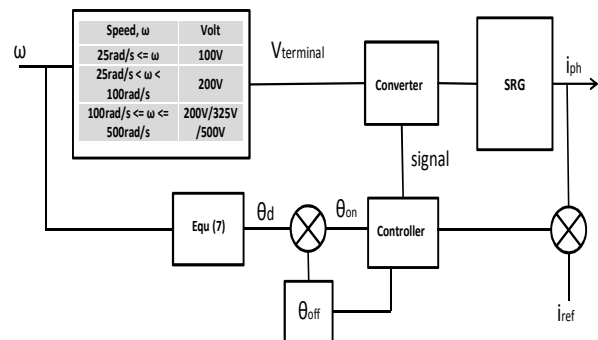 Speed, ω Volt
25rad/s <= ω 100V
25rad/s < ω <
100rad/s
200V
100rad/s <= ω <=
500rad/s
200V/325V
/500V
ω
Vterminal
Converter
SRG
iph
signal
Equ (7)
θd
θon
Controller
θoff
iref